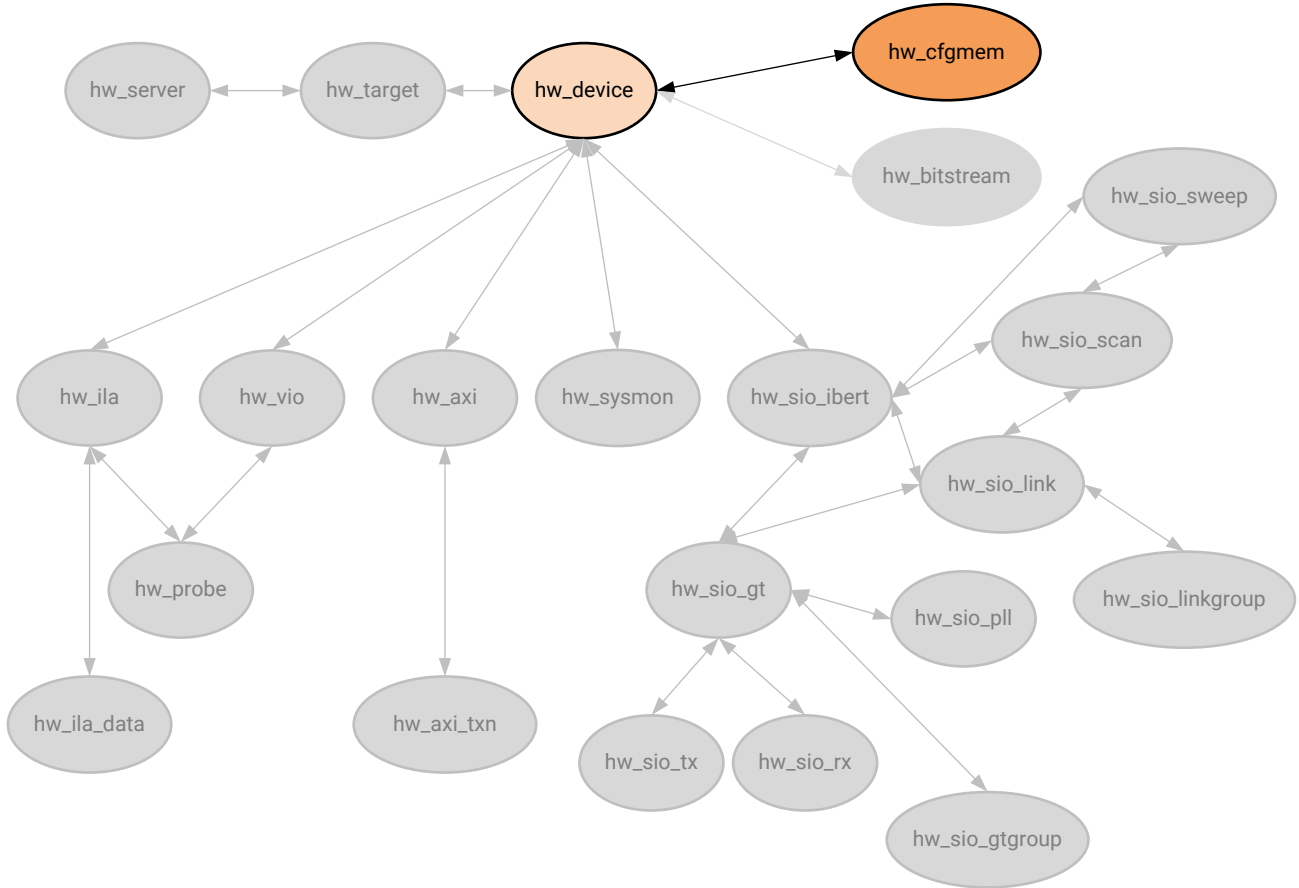 hw_cfgmem
hw_server
hw_target
hw_device
hw_bitstream
hw_sio_sweep
hw_sio_scan
hw_ila
hw_vio
hw_axi
hw_sysmon
hw_sio_ibert
hw_sio_link
hw_probe
hw_sio_gt
hw_sio_pll
hw_sio_linkgroup
hw_ila_data
hw_axi_txn
hw_sio_tx
hw_sio_rx
hw_sio_gtgroup